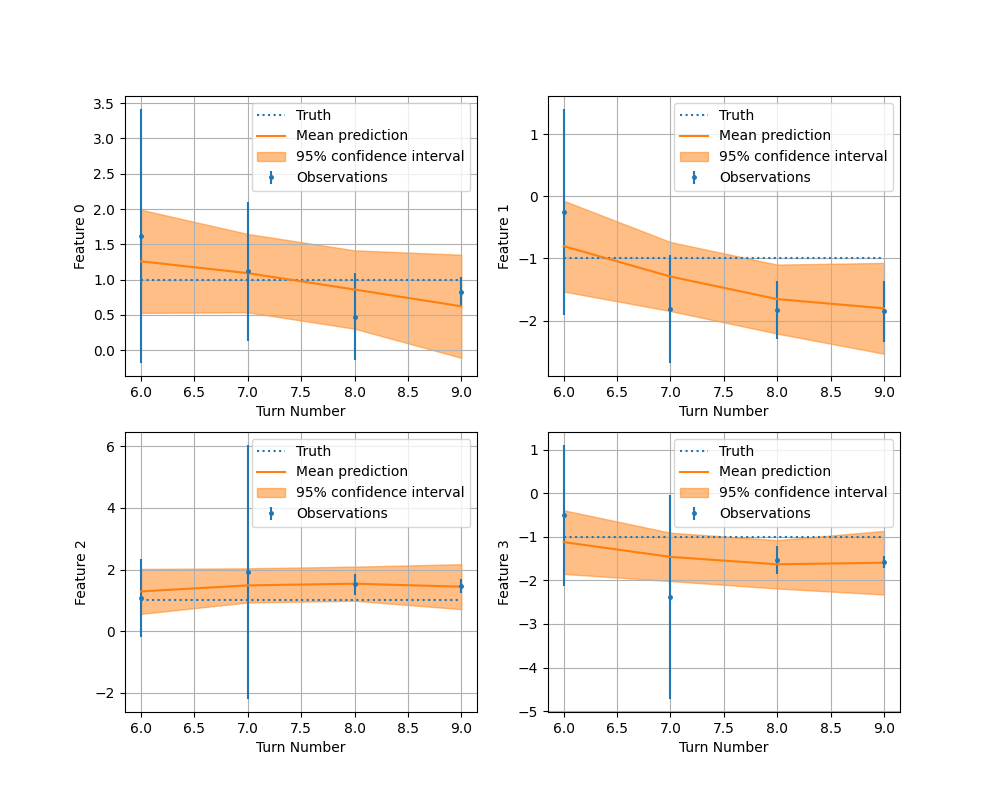 3.5
3.0
2.5
2.0
1.5
1.0
0.5
0.0
Feature 0
Truth
Mean prediction
95% confidence interval
Observations
6.0 6.5 7.0 7.5 8.0 8.5 9.0
Turn Number
1
0
−1
−2
Feature 1
Truth
Mean prediction
95% confidence interval
Observations
6.0 6.5 7.0 7.5 8.0 8.5 9.0
Turn Number
6
4
2
0
−2
Feature 2
Truth
Mean prediction
95% confidence interval
Observations
6.0 6.5 7.0 7.5 8.0 8.5 9.0
Turn Number
1
0
−1
−2
−3
−4
−5
Feature 3
Truth
Mean prediction
95% confidence interval
Observations
6.0 6.5 7.0 7.5 8.0 8.5 9.0
Turn Number